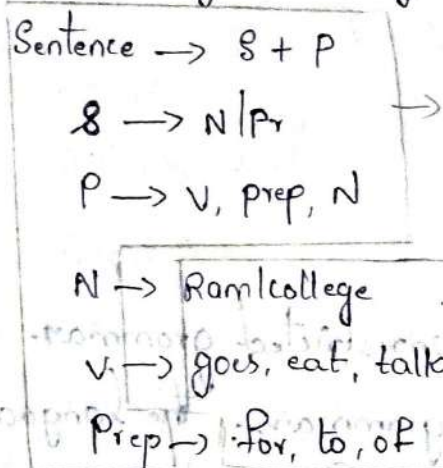 Sentence → S + P
S → N|Pr
P → V, prep, N
N → Ram|college
V → goes, eat, talk
Prep → for, to, of